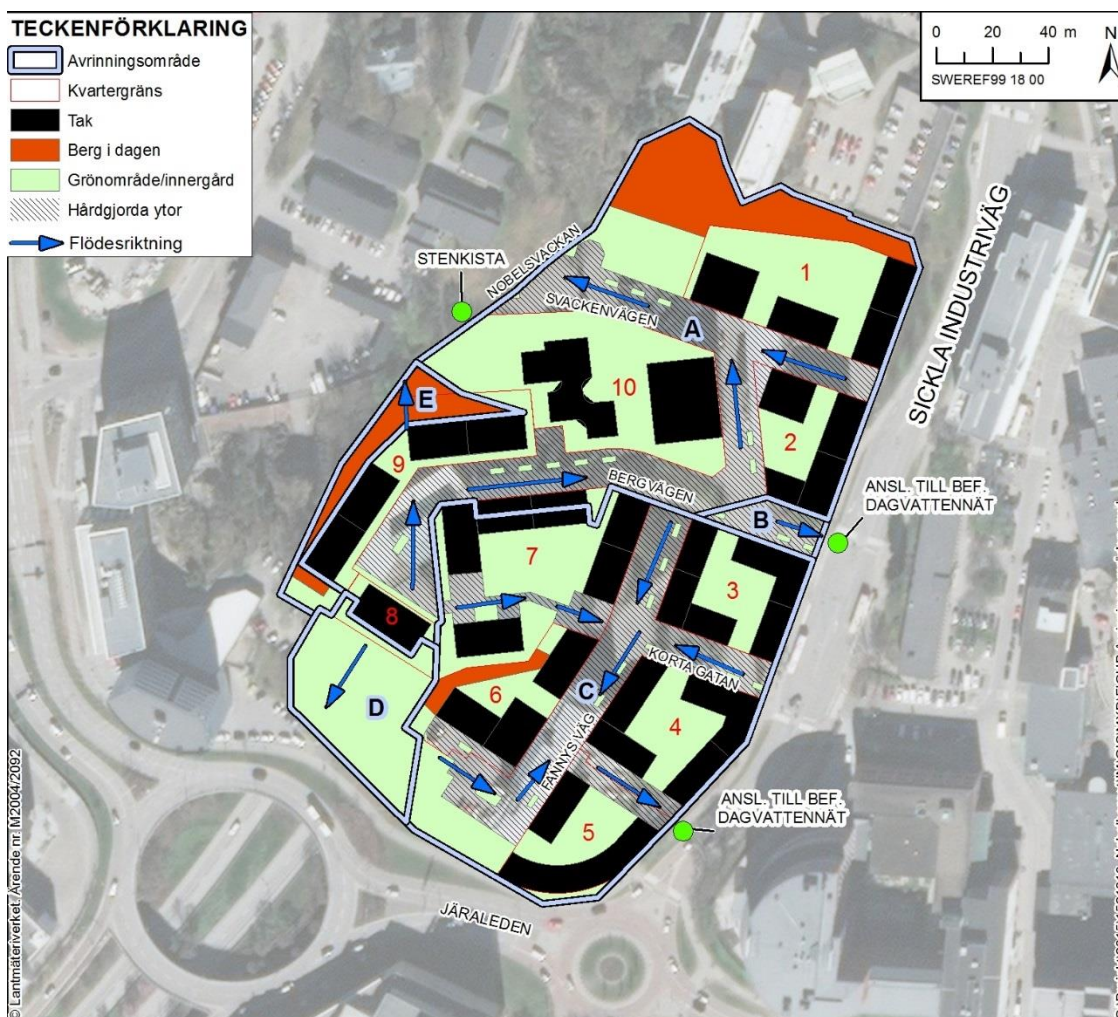 TECKENFÖRKLARING
Avrinningsområde
Kvartergräns
Tak
Berg i dagen
Grönområde/innergård
Hårdgjorda ytor
Flödesriktning
0 20 40 m
SWEREF99 18 00
N
STENKISTA
NOBELSVACKAN
SVACKENVÄGEN
SICKLA INDUSTRIVÄG
1
A
10
2
E
9
BERGVÄGEN
B
ANSL. TILL BEF.
DAGVATTENNÄT
7
3
8
KORTA GATAN
D
6
C
4
FANNYS VÄG
5
ANSL. TILL BEF.
DAGVATTENNÄT
JÄRALEDEN
© Lantmäteriverket. Ärende nr. M2004/2092